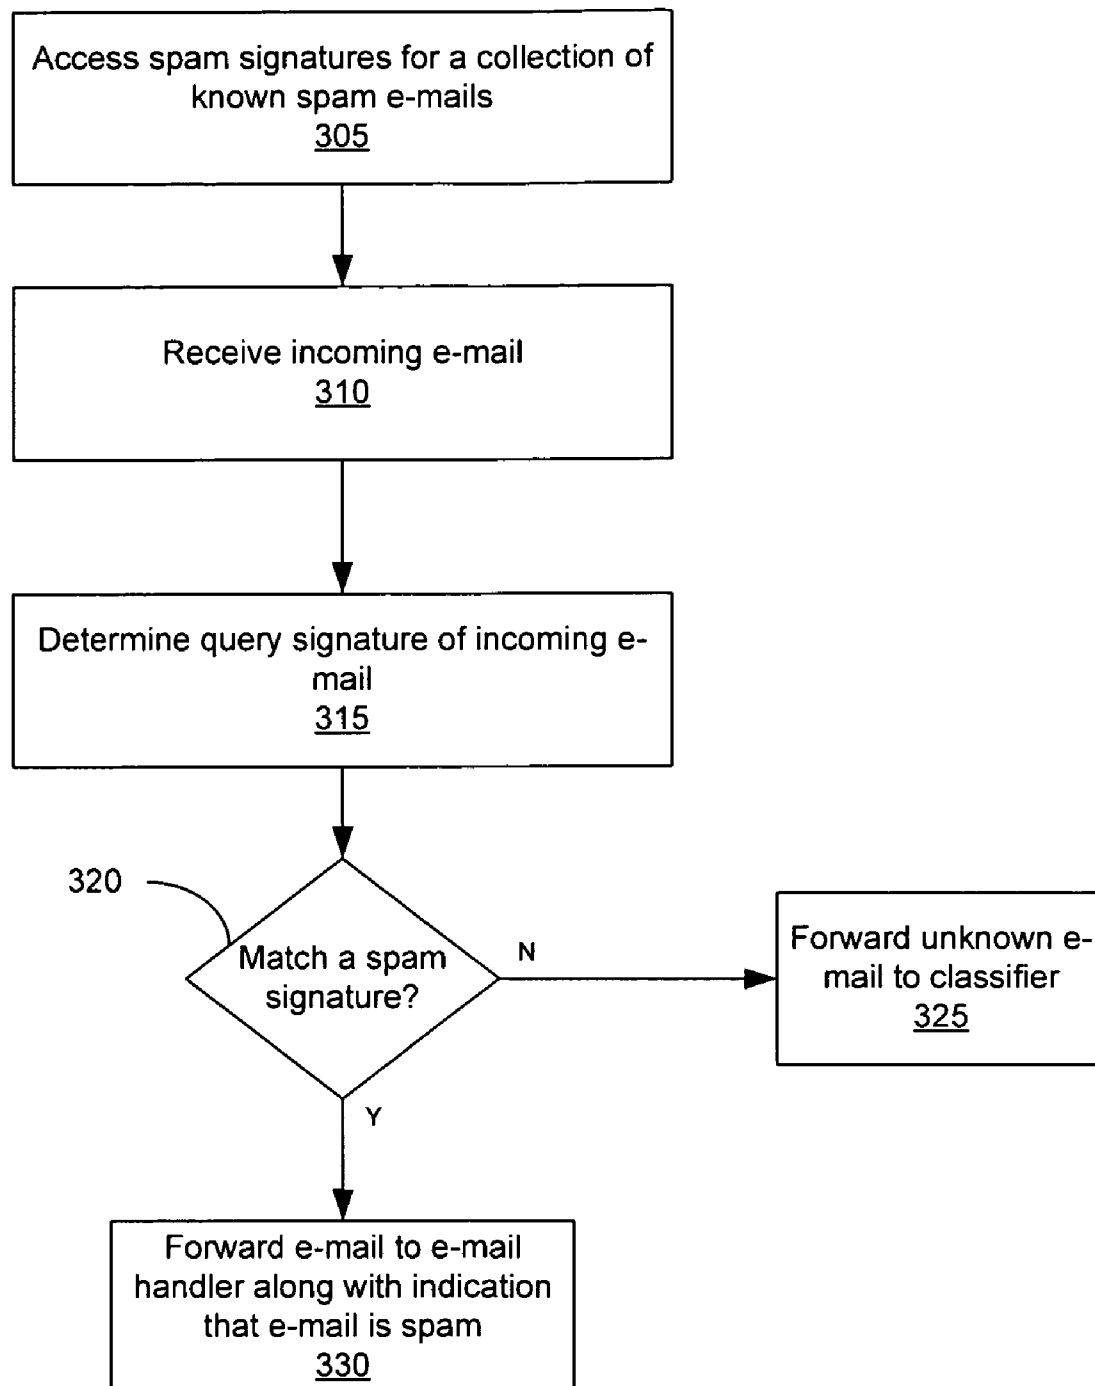 Access spam signatures for a collection of
known spam e-mails
305
Receive incoming e-mail
310
Determine query signature of incoming e-
mail
315
320
Match a spam
signature?
N
Forward unknown e-
mail to classifier
325
Y
Forward e-mail to e-mail
handler along with indication
that e-mail is spam
330